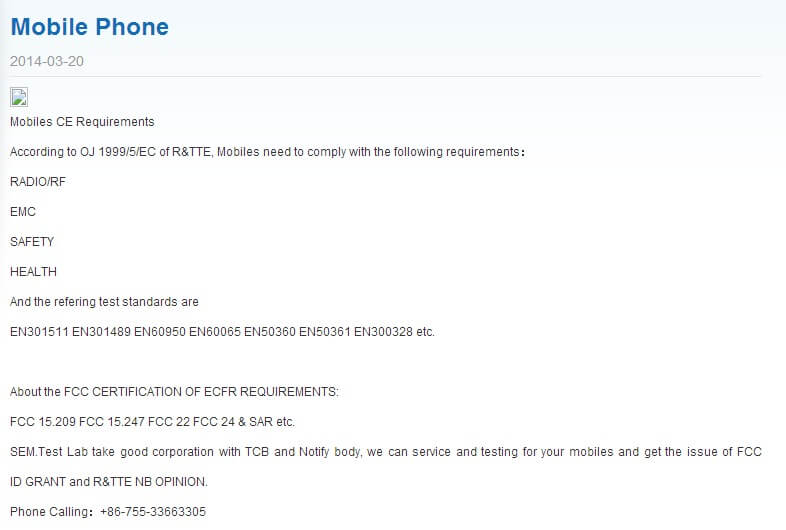 Mobile Phone
2014-03-20
Mobiles CE Requirements
According to OJ 1999/5/EC of R&TTE, Mobiles need to comply with the following requirements：
RADIO/RF
EMC
SAFETY
HEALTH
And the refering test standards are
EN301511 EN301489 EN60950 EN60065 EN50360 EN50361 EN300328 etc.
About the FCC CERTIFICATION OF ECFR REQUIREMENTS:
FCC 15.209 FCC 15.247 FCC 22 FCC 24 & SAR etc.
SEM.Test Lab take good corporation with TCB and Notify body, we can service and testing for your mobiles and get the issue of FCC
ID GRANT and R&TTE NB OPINION.
Phone Calling：+86-755-33663305